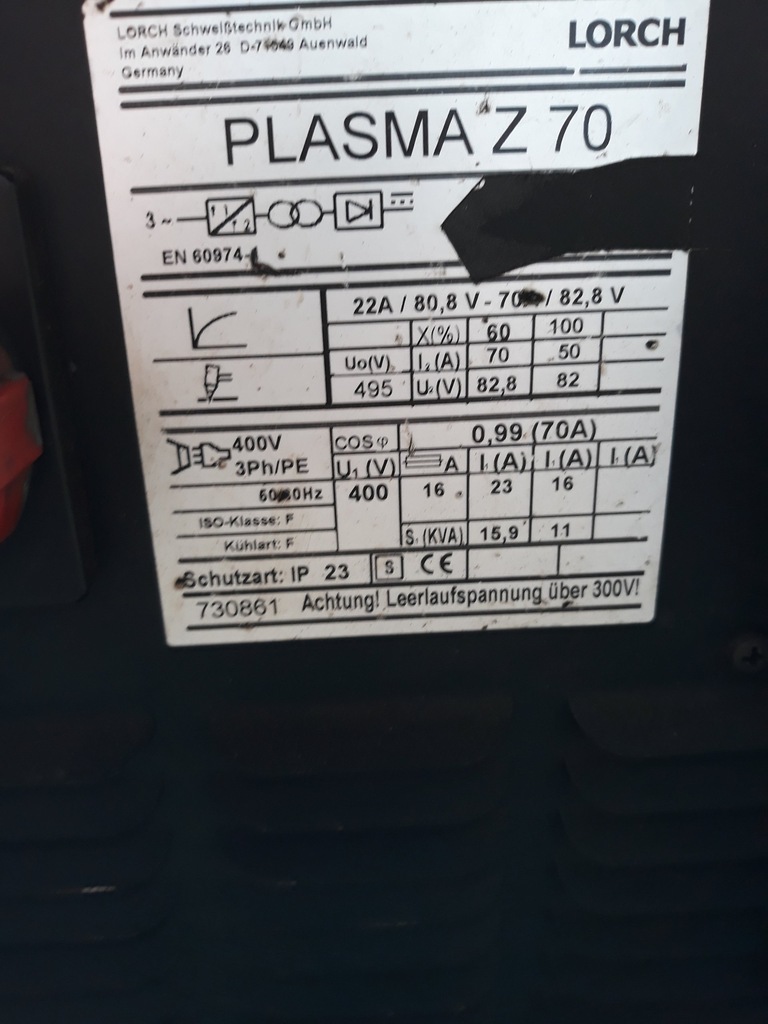 LORCH Schweißtechnik GmbH
Im Anwänder 26 Auenwald
Germany
LORCH
PLASMA Z 70
3~
EN 60974-1
22A / 80,8 V - / 82,8 V
X(%) 60 100
Uo(V) I₂(A) 70 50
495 U₂(V) 82,8 82
400V cosφ 0,99 (70A)
3Ph/PE U₁(V) A I₁(A) I₁(A) I₁(A)
400 16 23 16
ISO-Klasse: F
Kühlart: F S₁(KVA) 15,9 11
Schutzart: IP 23 S CE
730861 Achtung! Leerlaufspannung über 300V!